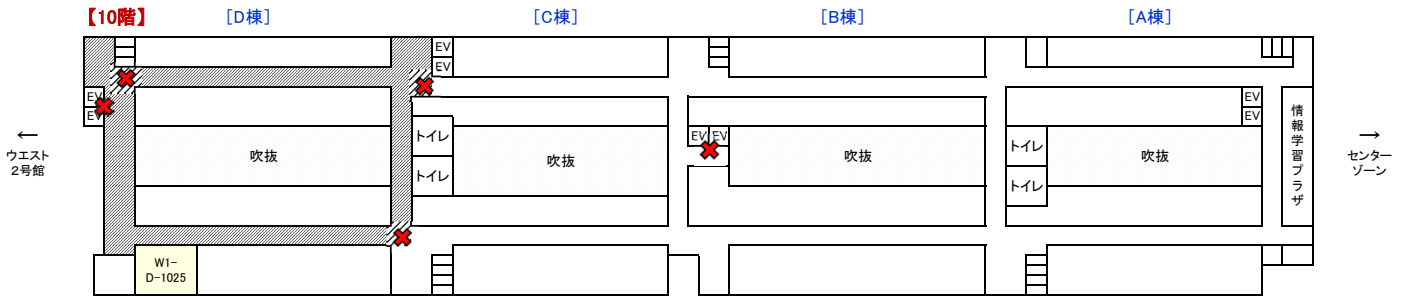 【10階】
[D棟]
[C棟]
[B棟]
[A棟]
EV
EV
EV
EV
EV
EV
トイレ
トイレ
EV EV
トイレ
トイレ
吹抜
吹抜
吹抜
吹抜
情報学習プラザ
←
ウエスト
2号館
→
センター
ゾーン
W1-
D-1025